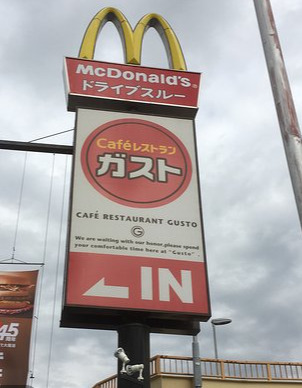 McDonald's®
ドライブスルー
Caféレストラン
ガスト
CAFÉ RESTAURANT GUSTO
G
We are waiting with our honor,please spend
your comfortable time here at "Gusto".
IN
45